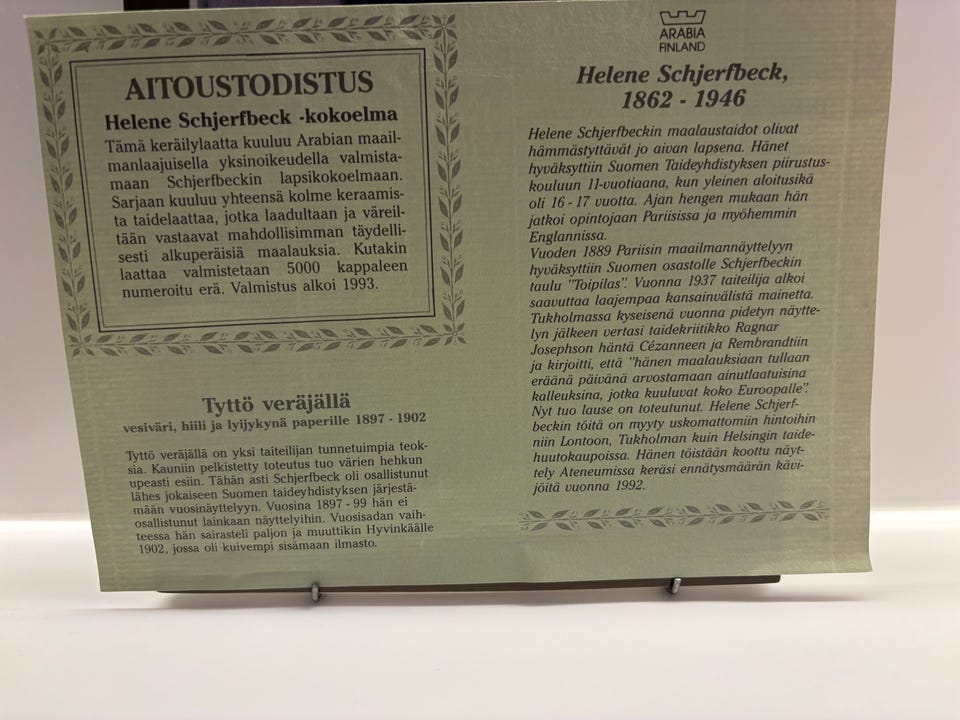 AITOUSTODISTUS
Helene Schjerfbeck -kokoelma
Tämä keräilylaatta kuuluu Arabian maail-
manlaajuisella yksinoikeudella valmista-
maan Schjerfbeckin lapsikokoelmaan.
Sarjaan kuuluu yhteensä kolme keraamis-
ta taidelaattaa, jotka laadultaan ja väreil-
tään vastaavat mahdollisimman täydelli-
sesti alkuperäisiä maalauksia. Kutakin
laattaa valmistetaan 5000 kappaleen
numeroitu erä. Valmistus alkoi 1993.
Tyttö veräjällä
vesiväri, hiili ja lyijykynä paperille 1897 - 1902
Tyttö veräjällä on yksi taiteilijan tunnetuimpia teok-
sia. Kauniin pelkistetty toteutus tuo värien hehkun
upeasti esiin. Tähän asti Schjerfbeck oli osallistunut
lähes jokaiseen Suomen taideyhdistyksen järjestä-
mään vuosinäyttelyyn. Vuosina 1897 - 99 hän ei
osallistunut lainkaan näyttelyihin. Vuosisadan vaih-
teessa hän sairasteli paljon ja muuttikin Hyvinkäälle
1902, jossa oli kuivempi sisämaan ilmasto.
ARABIA
FINLAND
Helene Schjerfbeck,
1862 - 1946
Helene Schjerfbeckin maalaustaidot olivat
hämmästyttävät jo aivan lapsena. Hänet
hyväksyttiin Suomen Taideyhdistyksen piirustus-
kouluun 11-vuotiaana, kun yleinen aloitusikä
oli 16 - 17 vuotta. Ajan hengen mukaan hän
jatkoi opintojaan Pariisissa ja myöhemmin
Englannissa.
Vuoden 1889 Pariisin maailmannäyttelyyn
hyväksyttiin Suomen osastolle Schjerfbeckin
taulu "Toipilas". Vuonna 1937 taiteilija alkoi
saavuttaa laajempaa kansainvälistä mainetta.
Tukholmassa kyseisenä vuonna pidetyn näytte-
lyn jälkeen vertasi taidekriitikko Ragnar
Josephson häntä Cézanneen ja Rembrandtiin
ja kirjoitti, että "hänen maalauksiaan tullaan
eräänä päivänä arvostamaan ainutlaatuisina
kalleuksina, jotka kuuluvat koko Euroopalle".
Nyt tuo lause on toteutunut. Helene Schjerf-
beckin töitä on myyty uskomattomiin hintoihin
niin Lontoon, Tukholman kuin Helsingin taide-
huutokaupoissa. Hänen töistään koottu näyt-
tely Ateneumissa keräsi ennätysmäärän kävi-
jöitä vuonna 1992.